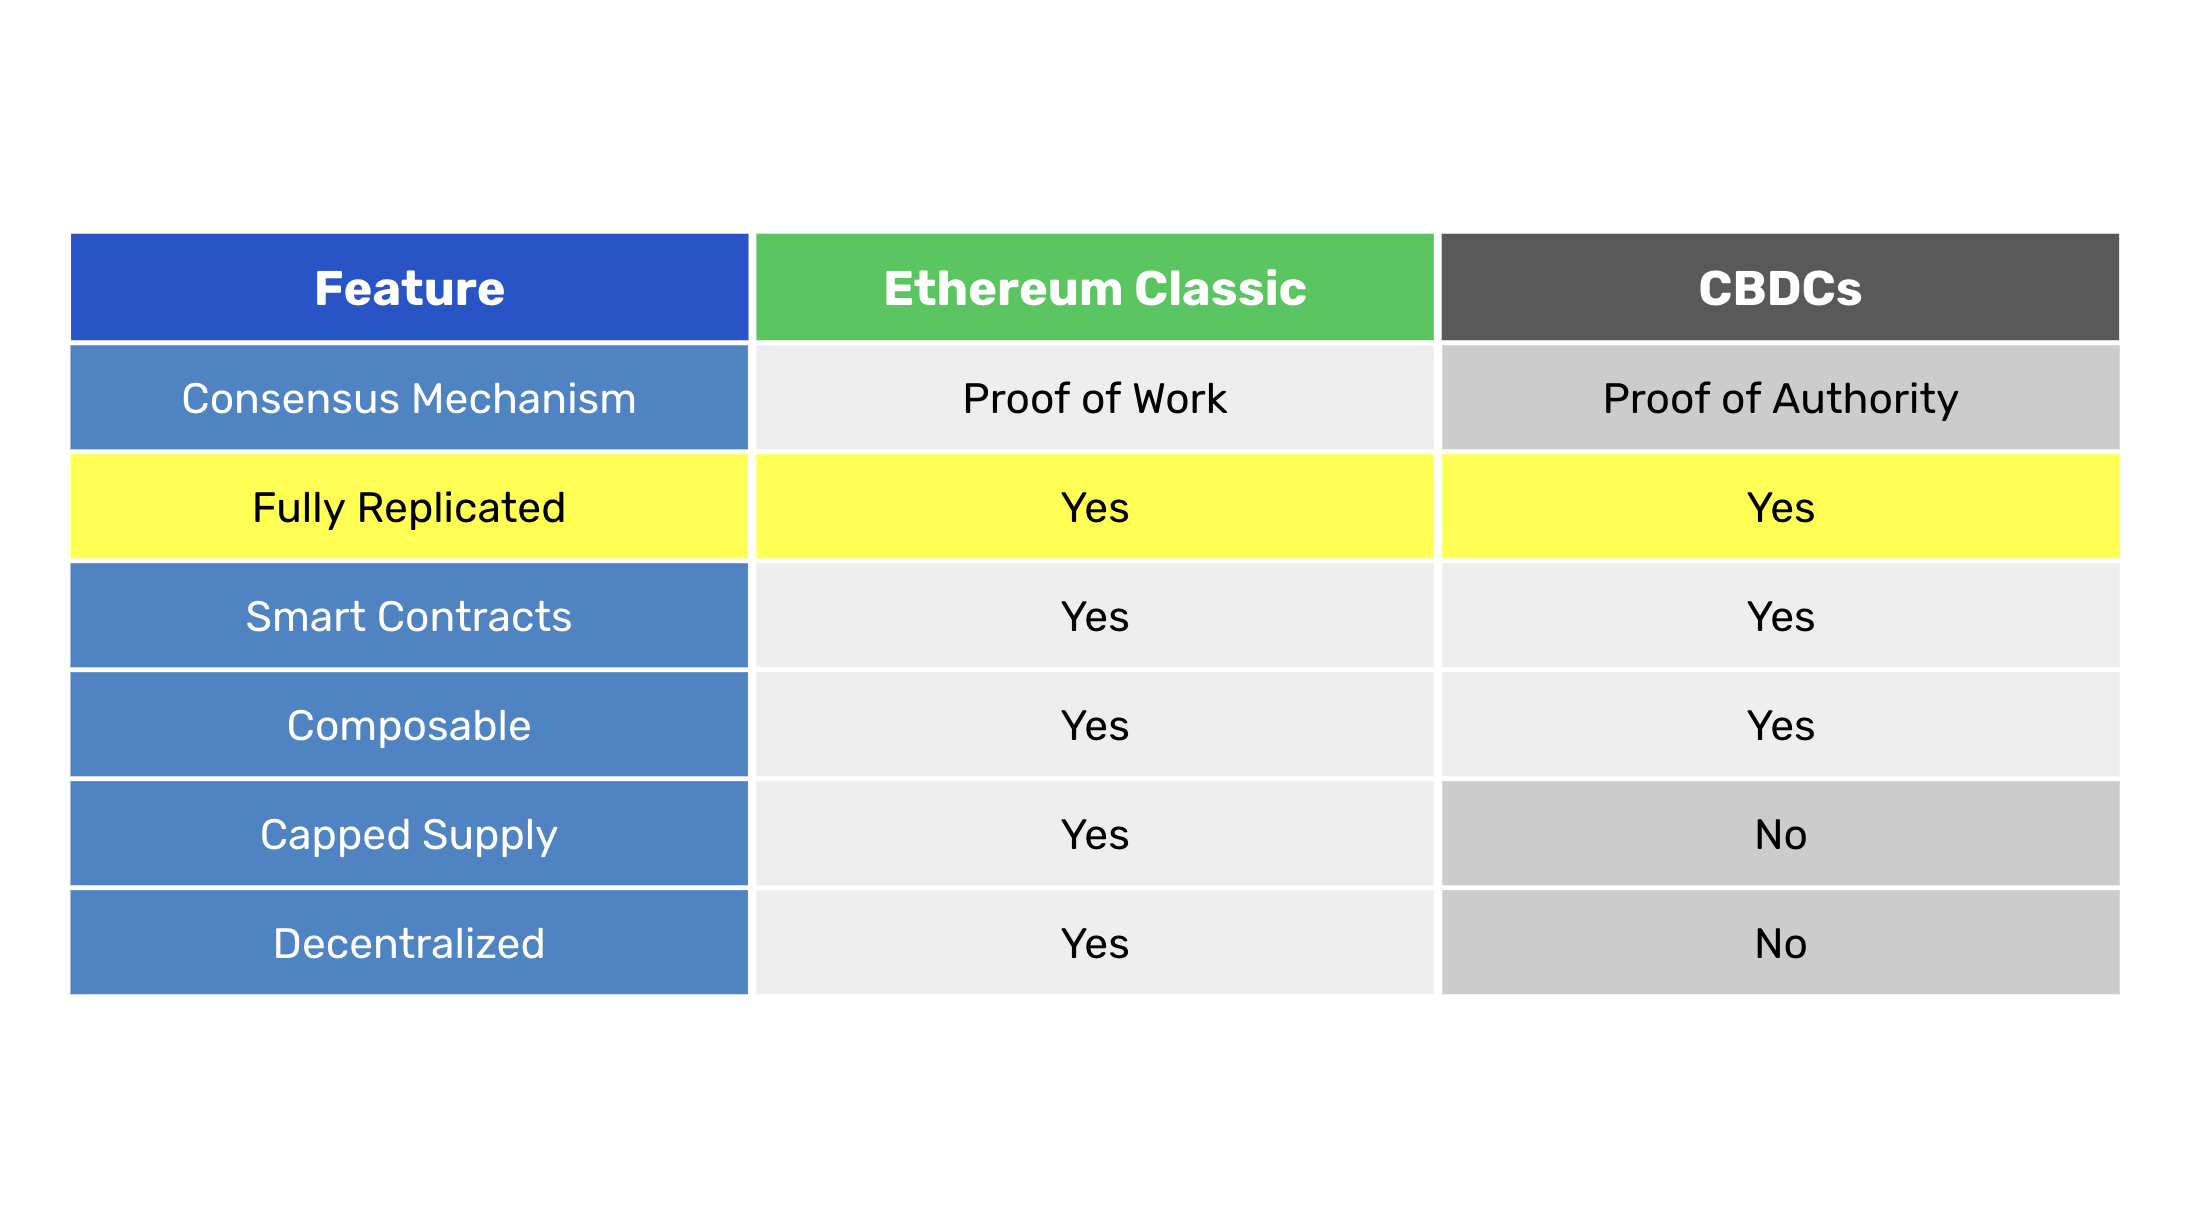 Feature Ethereum Classic CBDCs
Consensus Mechanism Proof of Work Proof of Authority
Fully Replicated Yes Yes
Smart Contracts Yes Yes
Composable Yes Yes
Capped Supply Yes No
Decentralized Yes No